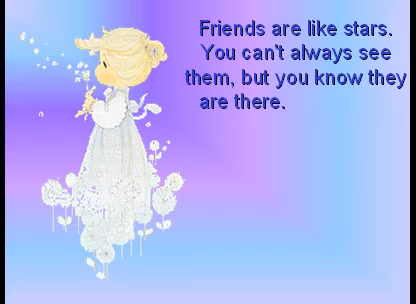 Friends are like stars.
You can't always see
them, but you know they
are there.